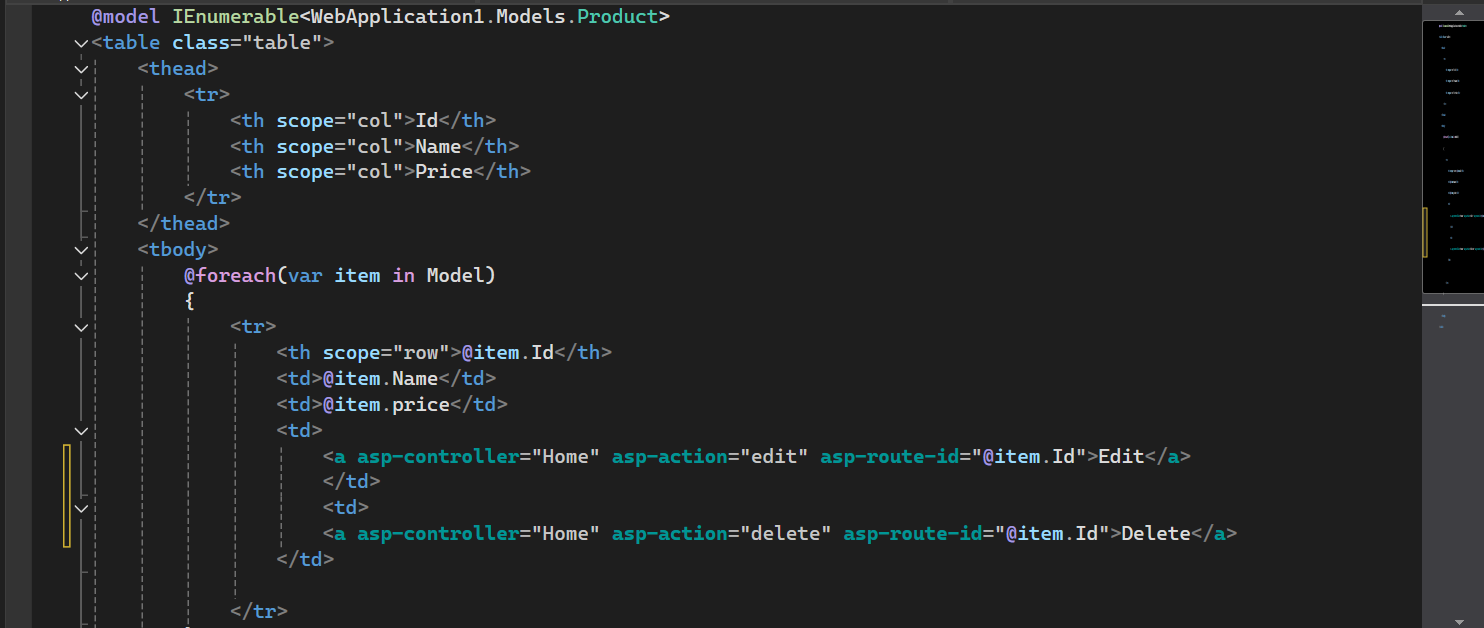 @model IEnumerable<WebApplication1.Models.Product>
<table class="table">
<thead>
<tr>
<th scope="col">Id</th>
<th scope="col">Name</th>
<th scope="col">Price</th>
</tr>
</thead>
<tbody>
@foreach(var item in Model)
{
<tr>
<th scope="row">@item.Id</th>
<td>@item.Name</td>
<td>@item.price</td>
<td>
<a asp-controller="Home" asp-action="edit" asp-route-id="@item.Id">Edit</a>
</td>
<td>
<a asp-controller="Home" asp-action="delete" asp-route-id="@item.Id">Delete</a>
</td>
</tr>